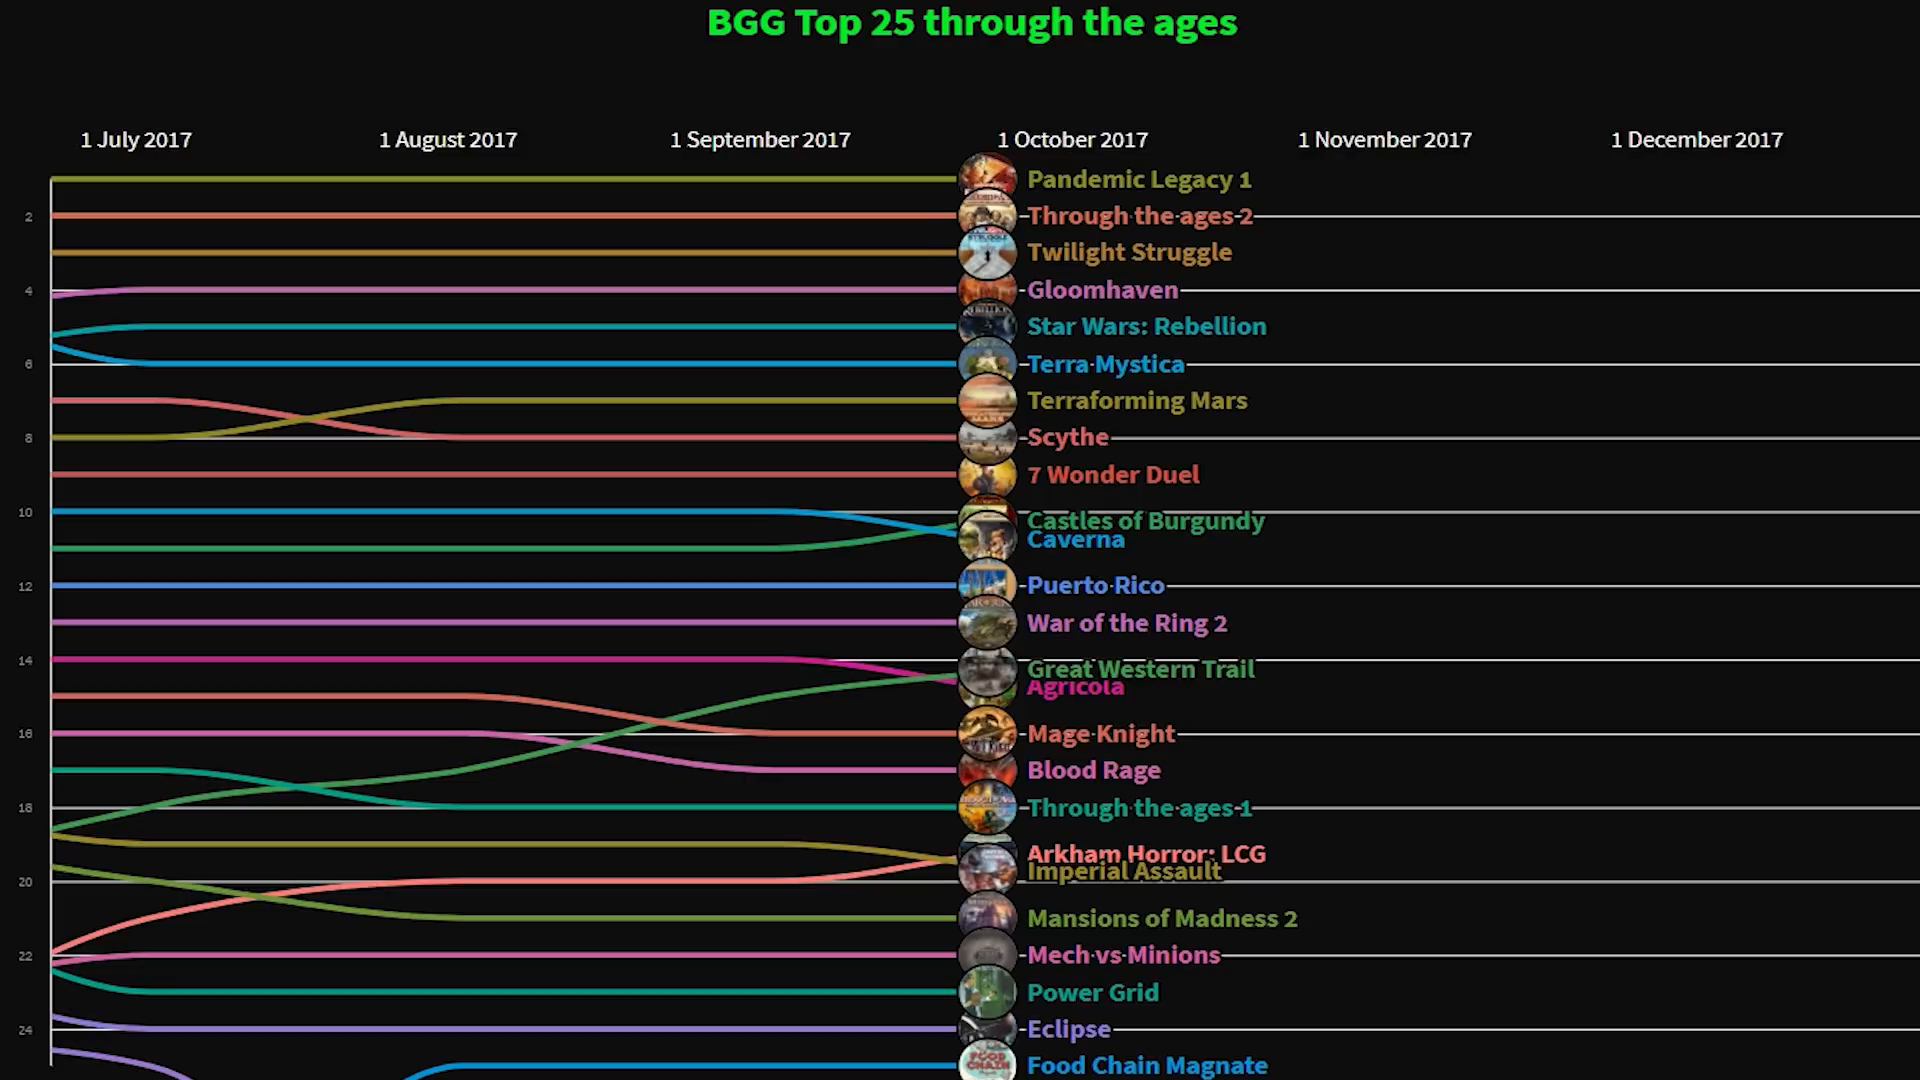 BGG Top 25 through the ages
1 July 2017 1 August 2017 1 September 2017 1 October 2017 1 November 2017 1 December 2017
Pandemic Legacy 1
2 Through the ages 2
Twilight Struggle
4 Gloomhaven
Star Wars: Rebellion
6 Terra Mystica
Terraforming Mars
8 Scythe
7 Wonder Duel
10 Castles of Burgundy
Caverna
12 Puerto Rico
War of the Ring 2
14 Great Western Trail
Agricola
16 Mage Knight
Blood Rage
18 Through the ages 1
Arkham Horror: LCG
20 Imperial Assault
Mansions of Madness 2
22 Mech vs Minions
Power Grid
24 Eclipse
FOOD CHAIN Food Chain Magnate